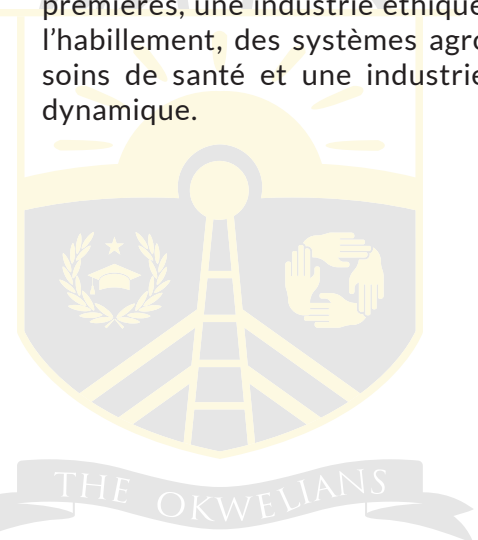 premières, une industrie éthique
l’habillement, des systèmes agro
soins de santé et une industrie
dynamique.
THE OKWELIANS